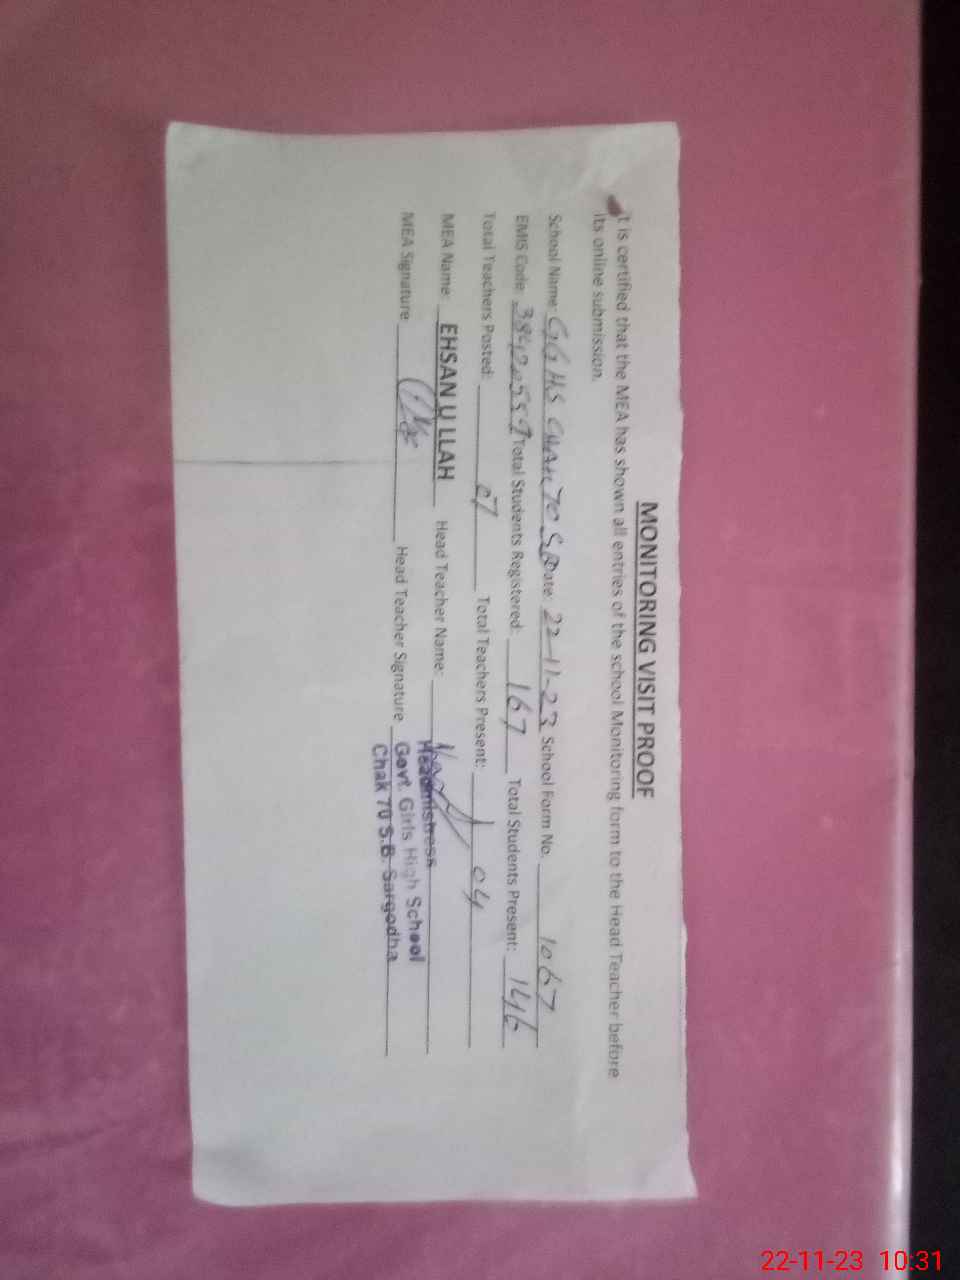 MONITORING VISIT PROOF
It is certified that the MEA has shown all entries of the school Monitoring form to the Head Teacher before
its online submission.
School Name: GGHS CHAK 70 SB Date: 22-11-23 School Form No. 1067
EMIS Code 38420559 Total Students Registered: 167 Total Students Present: 146
Total Teachers Posted: 07 Total Teachers Present: 04
MEA Name: EHSAN U LLAH Head Teacher Name:
MEA Signature Head Teacher Signature
Headmistress
Govt. Girls High School
Chak 70 S.B. Sargodha
22-11-23 10:31